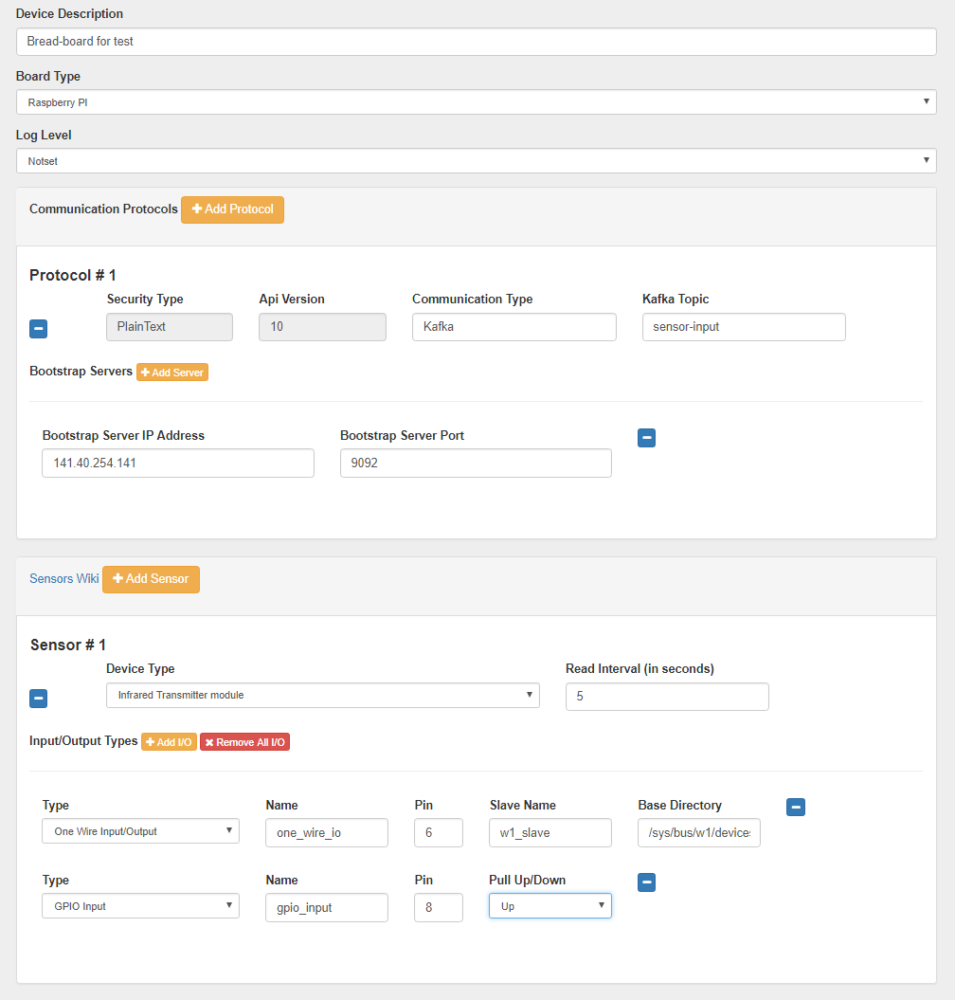 Device Description
Bread-board for test
Board Type
Raspberry PI
Log Level
Notset
Communication Protocols Add Protocol
Protocol # 1
Security Type Api Version Communication Type Kafka Topic
PlainText 10 Kafka sensor-input
Bootstrap Servers Add Server
Bootstrap Server IP Address Bootstrap Server Port
141.40.254.141 9092
Sensors Wiki Add Sensor
Sensor # 1
Device Type Read Interval (in seconds)
Infrared Transmitter module 5
Input/Output Types Add I/O Remove All I/O
Type Name Pin Slave Name Base Directory
One Wire Input/Output one_wire_io 6 w1_slave /sys/bus/w1/devices
Type Name Pin Pull Up/Down
GPIO Input gpio_input 8 Up